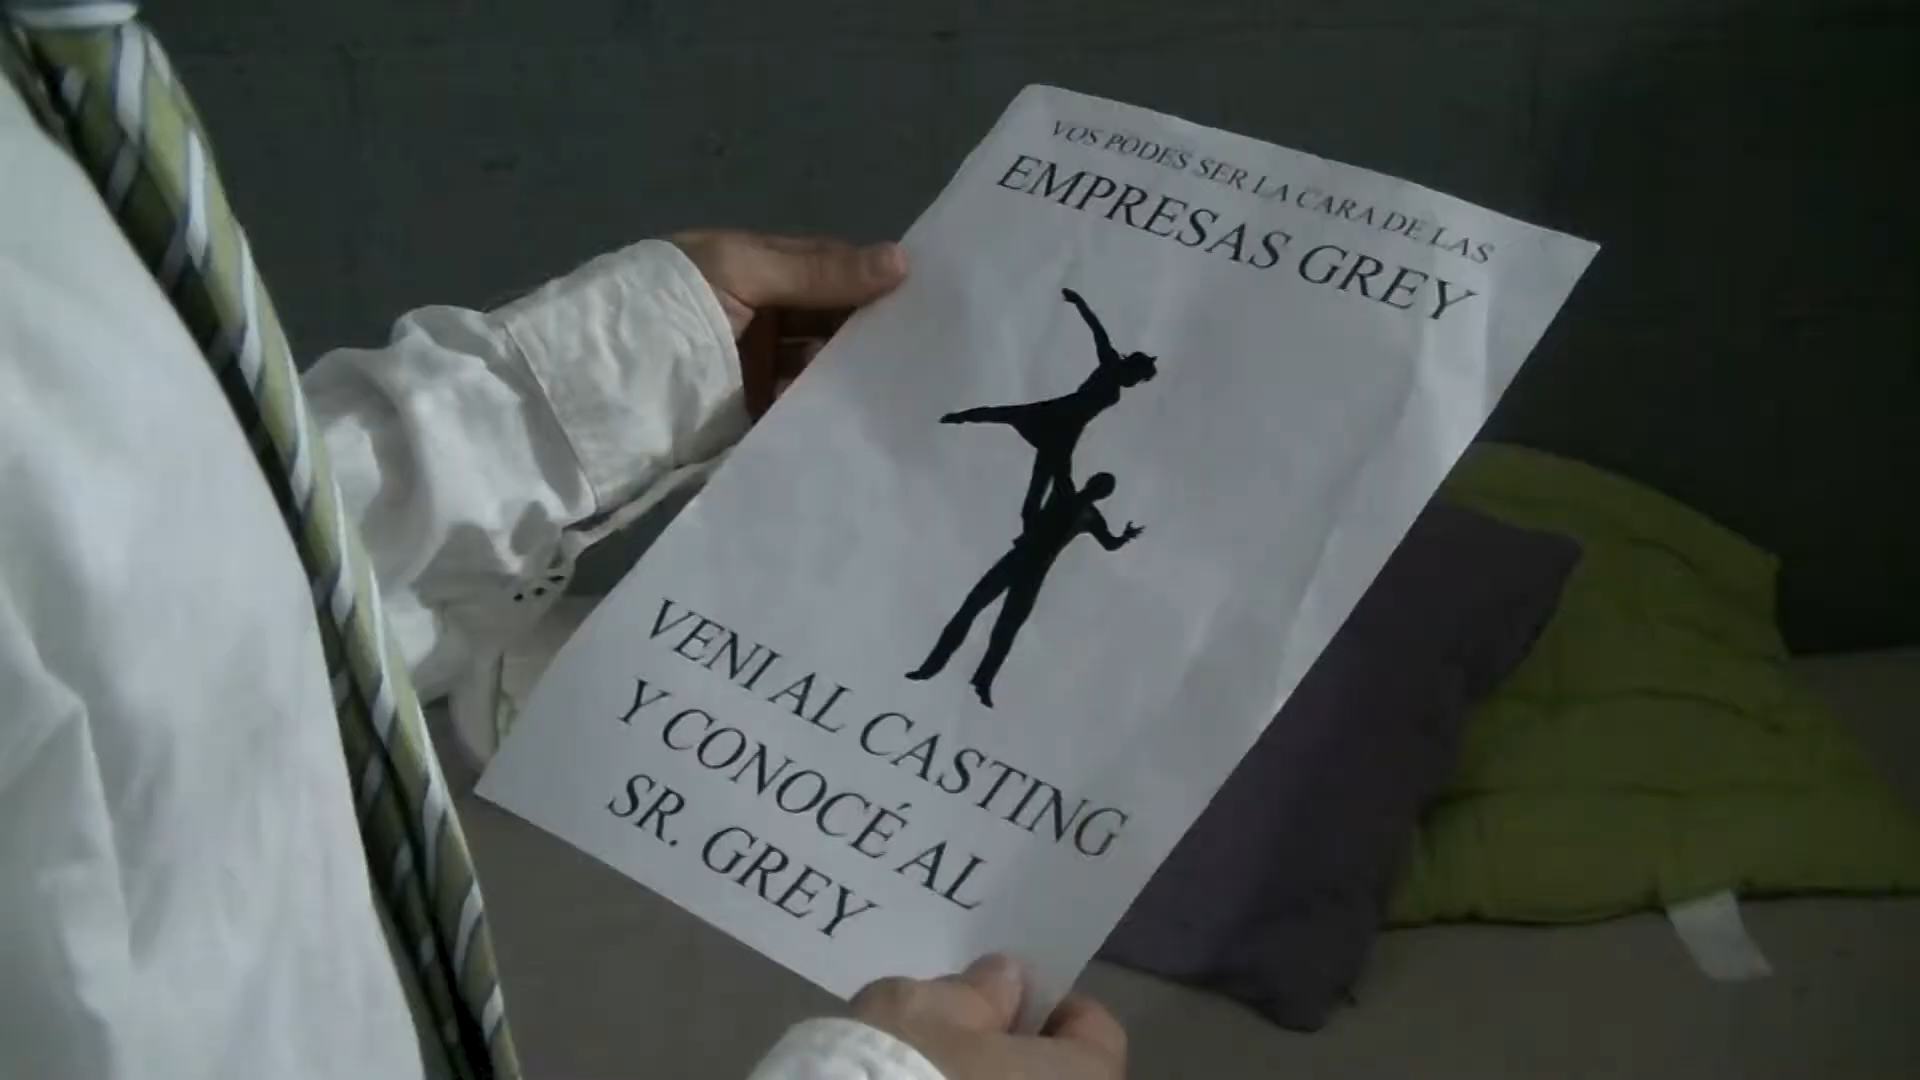 VOS PODES SER LA CARA DE LAS
EMPRESAS GREY
VENI AL CASTING
Y CONOCÉ AL
SR. GREY